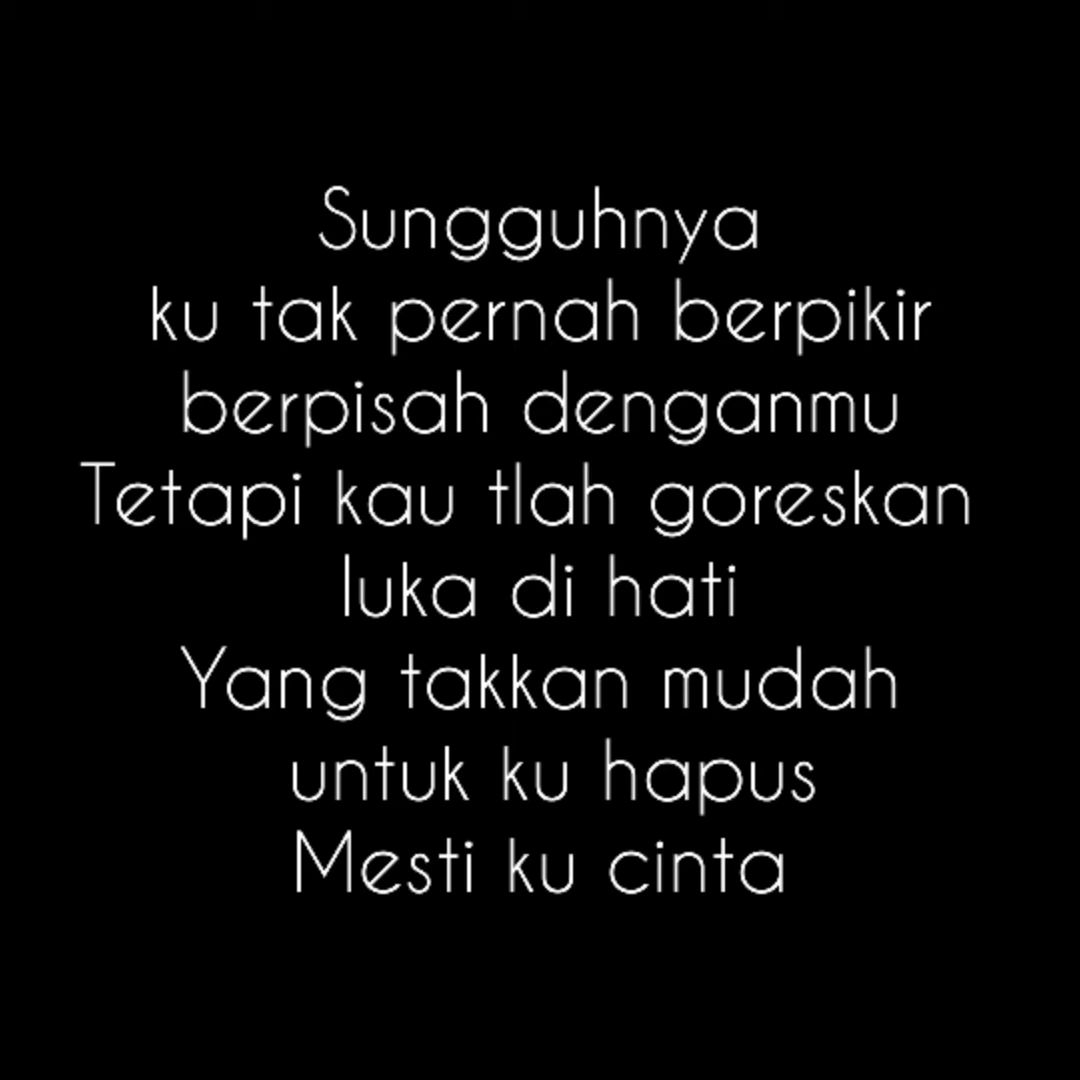 Sungguhnya
ku tak pernah berpikir
berpisah denganmu
Tetapi kau tlah goreskan
luka di hati
Yang takkan mudah
untuk ku hapus
Mesti ku cinta